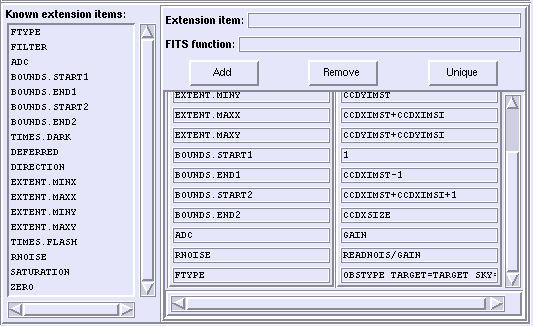 Known extension items:
FTYPE
FILTER
ADC
BOUNDS.START1
BOUNDS.END1
BOUNDS.START2
BOUNDS.END2
TIMES.DARK
DEFERRED
DIRECTION
EXTENT.MINX
EXTENT.MAXX
EXTENT.MINY
EXTENT.MAXY
TIMES.FLASH
RNOISE
SATURATION
ZERO
Extension item:
FITS function:
Add Remove Unique
EXTENT.MINY CCDYIMST
EXTENT.MAXX CCDXIMST+CCDXIMSI
EXTENT.MAXY CCDYIMST+CCDYIMSI
BOUNDS.START1 1
BOUNDS.END1 CCDXIMST-1
BOUNDS.START2 CCDXIMST+CCDXIMSI+1
BOUNDS.END2 CCDXSIZE
ADC GAIN
RNOISE READNOIS/GAIN
FTYPE OBSTYPE TARGET=TARGET SKY=